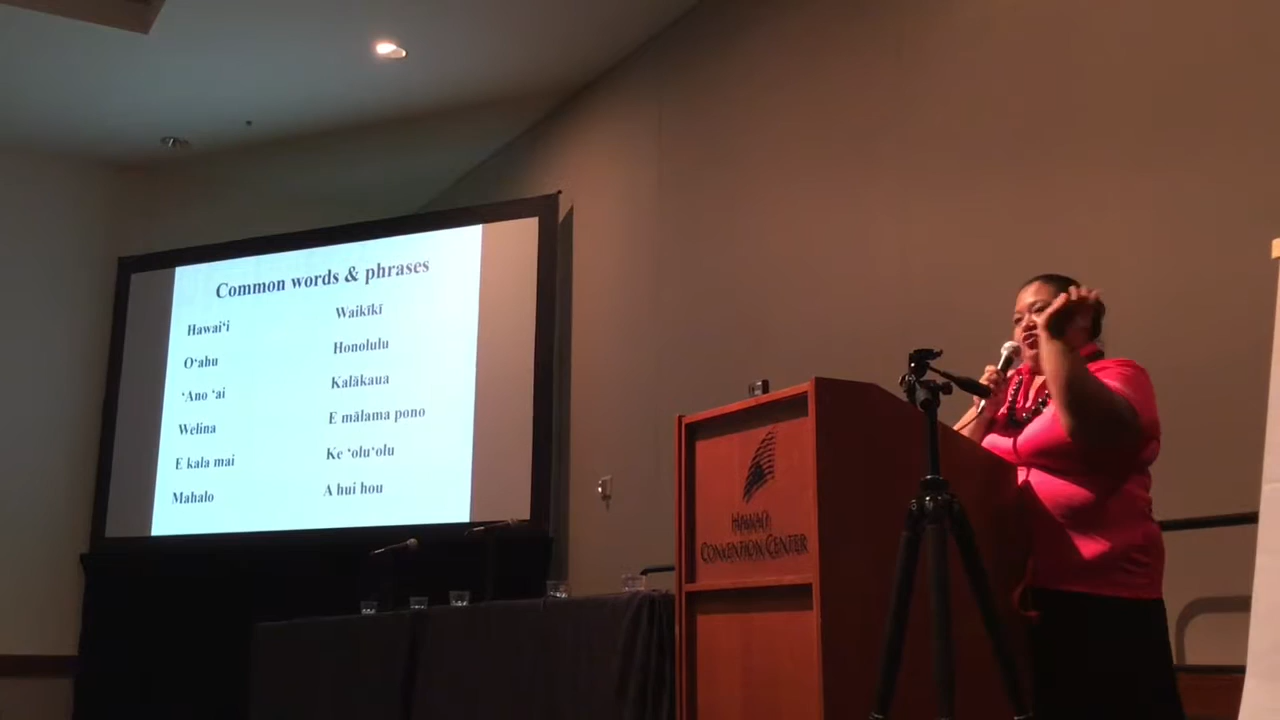 Common words & phrases
Hawaiʻi
Oʻahu
ʻAno ʻai
Welina
E kala mai
Mahalo
Waikīkī
Honolulu
Kalākaua
E mālama pono
Ke ʻoluʻolu
A hui hou
HAWAIʻI
CONVENTION CENTER